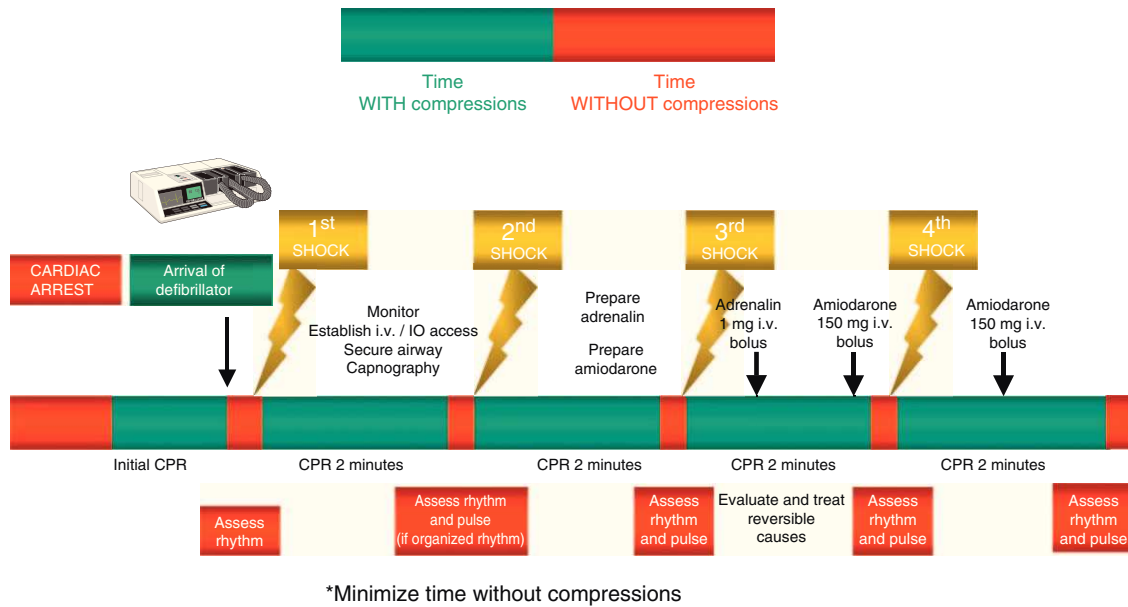 Time
WITH compressions
Time
WITHOUT compressions
CARDIAC
ARREST
Arrival of
defibrillator
1st
SHOCK
2nd
SHOCK
3rd
SHOCK
4th
SHOCK
Monitor
Establish i.v. / IO access
Secure airway
Capnography
Prepare
adrenalin
Prepare
amiodarone
Adrenalin
1 mg i.v.
bolus
Amiodarone
150 mg i.v.
bolus
Amiodarone
150 mg i.v.
bolus
Initial CPR
CPR 2 minutes
CPR 2 minutes
CPR 2 minutes
CPR 2 minutes
Assess
rhythm
Assess rhythm
and pulse
(if organized rhythm)
Assess
rhythm
and pulse
Evaluate and treat
reversible
causes
Assess
rhythm
and pulse
Assess
rhythm
and pulse
*Minimize time without compressions